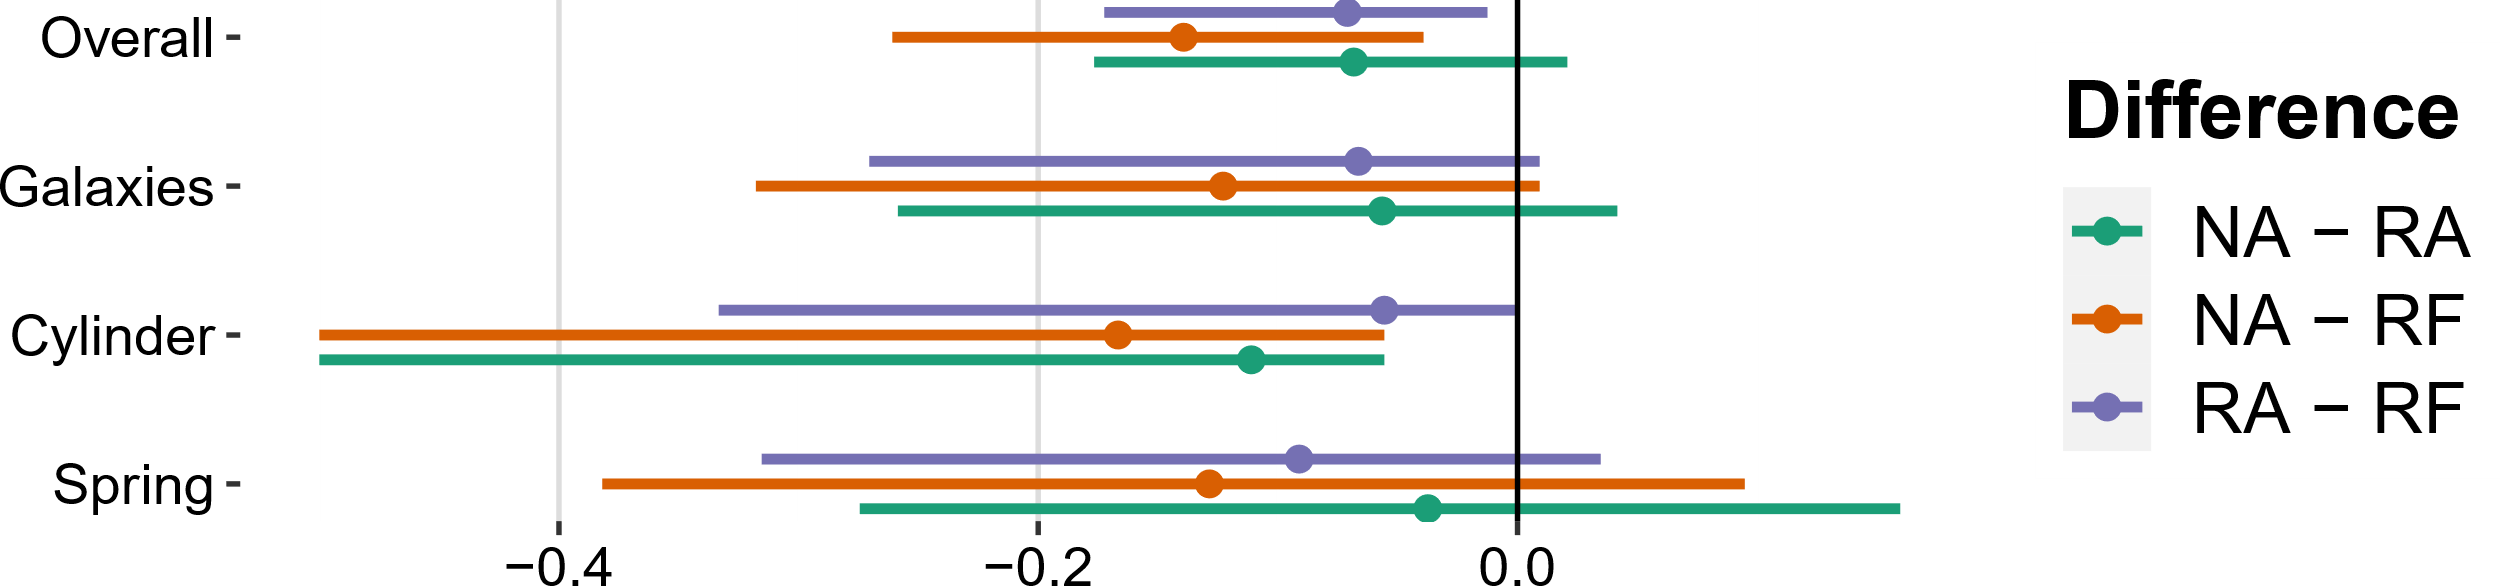 Overall
Galaxies
Cylinder
Spring
−0.4 −0.2 0.0
Difference
NA − RA
NA − RF
RA − RF